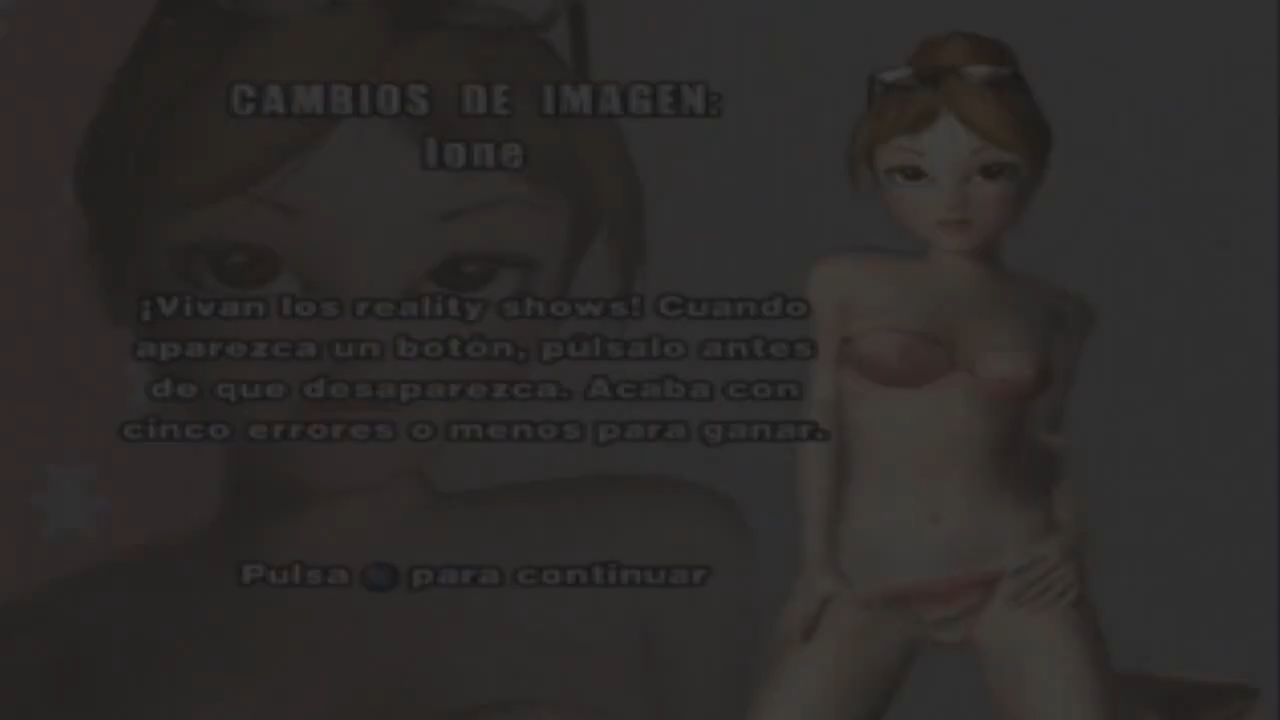 CAMBIOS DE IMAGEN:
Ione
¡Vivan los reality shows! Cuando
aparezca un botón, púlsalo antes
de que desaparezca. Acaba con
cinco errores o menos para ganar.
Pulsa para continuar